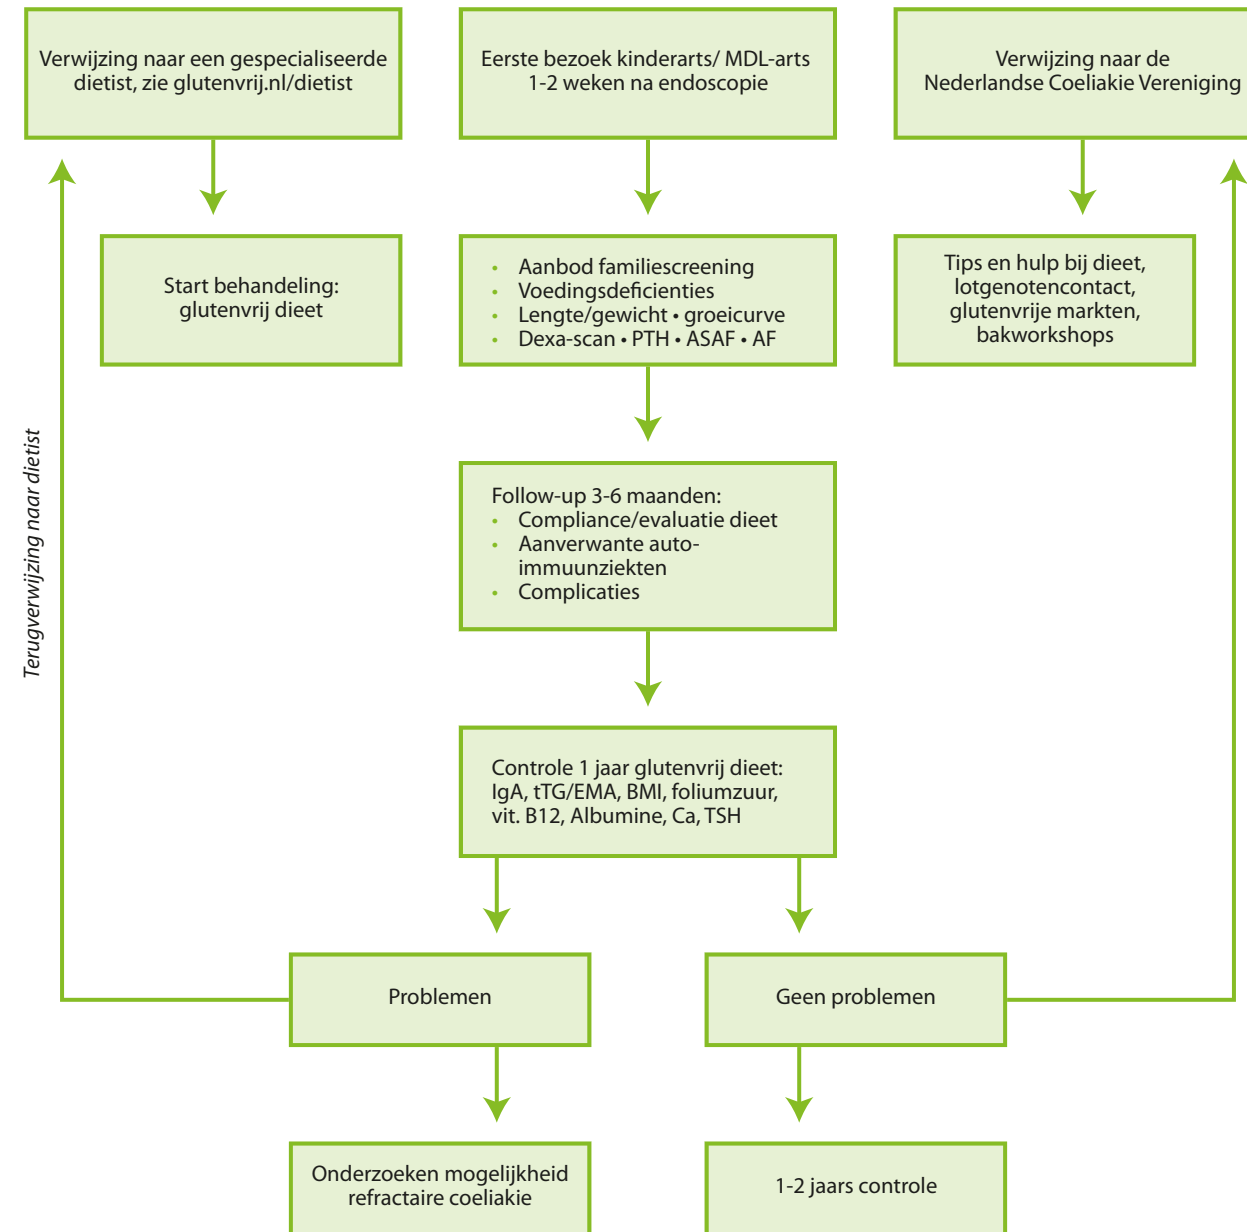 Verwijzing naar een gespecialiseerde
dietist, zie glutenvrij.nl/dietist
Eerste bezoek kinderarts/ MDL-arts
1-2 weken na endoscopie
Verwijzing naar de
Nederlandse Coeliakie Vereniging
Start behandeling:
glutenvrij dieet
• Aanbod familiescreening
• Voedingsdeficienties
• Lengte/gewicht • groeicurve
• Dexa-scan • PTH • ASAF • AF
Tips en hulp bij dieet,
lotgenotencontact,
glutenvrije markten,
bakworkshops
Terugverwijzing naar dietist
Follow-up 3-6 maanden:
• Compliance/evaluatie dieet
• Aanverwante auto-
immuunziekten
• Complicaties
Controle 1 jaar glutenvrij dieet:
IgA, tTG/EMA, BMI, foliumzuur,
vit. B12, Albumine, Ca, TSH
Problemen
Geen problemen
Onderzoeken mogelijkheid
refractaire coeliakie
1-2 jaars controle